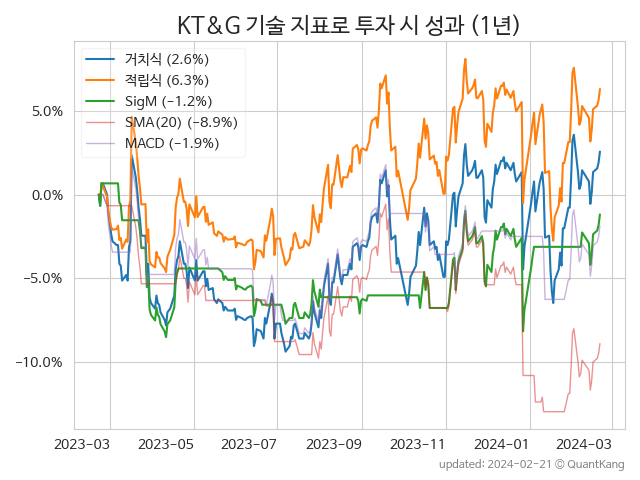 KT&G 기술 지표로 투자 시 성과 (1년)
거치식 (2.6%)
적립식 (6.3%)
SigM (−1.2%)
SMA(20) (−8.9%)
MACD (−1.9%)
5.0%
0.0%
−5.0%
−10.0%
2023-03 2023-05 2023-07 2023-09 2023-11 2024-01 2024-03
updated: 2024-02-21 © QuantKang